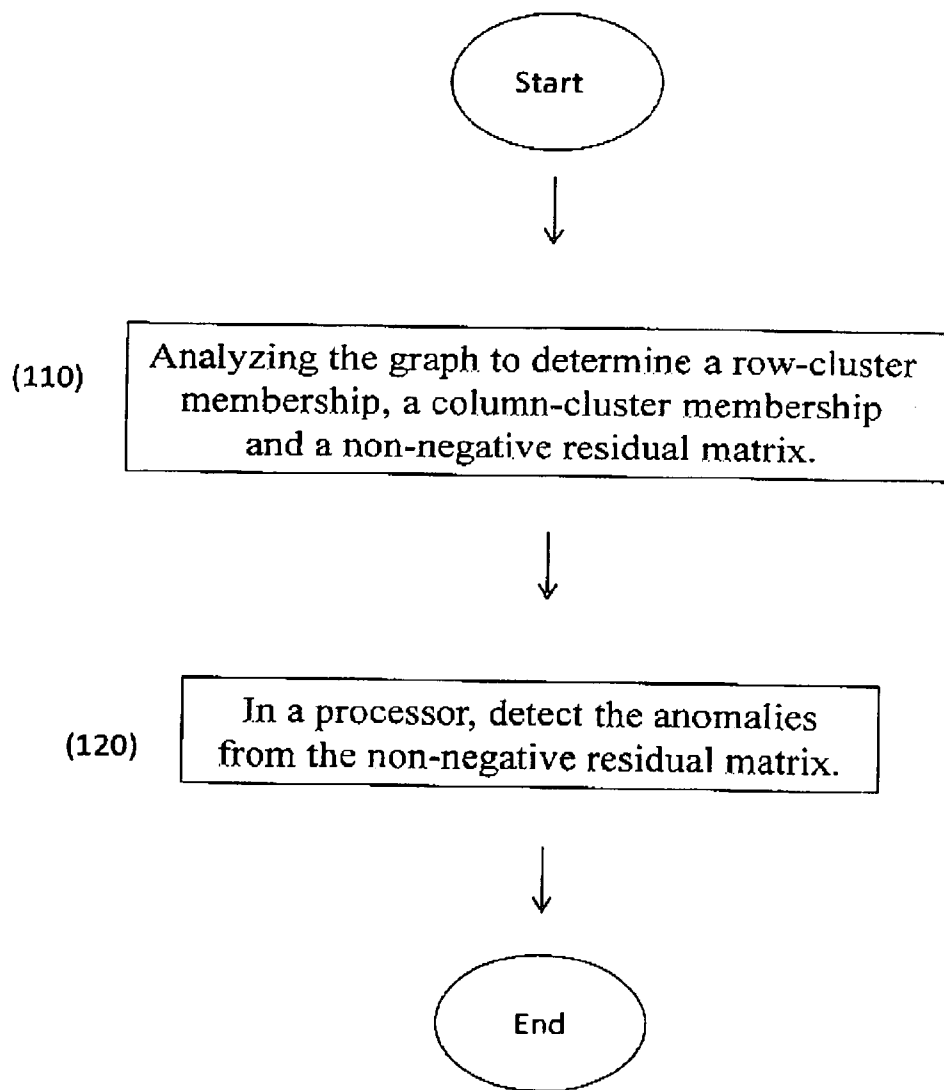 Start
(110)
Analyzing the graph to determine a row-cluster
membership, a column-cluster membership
and a non-negative residual matrix.
(120)
In a processor, detect the anomalies
from the non-negative residual matrix.
End